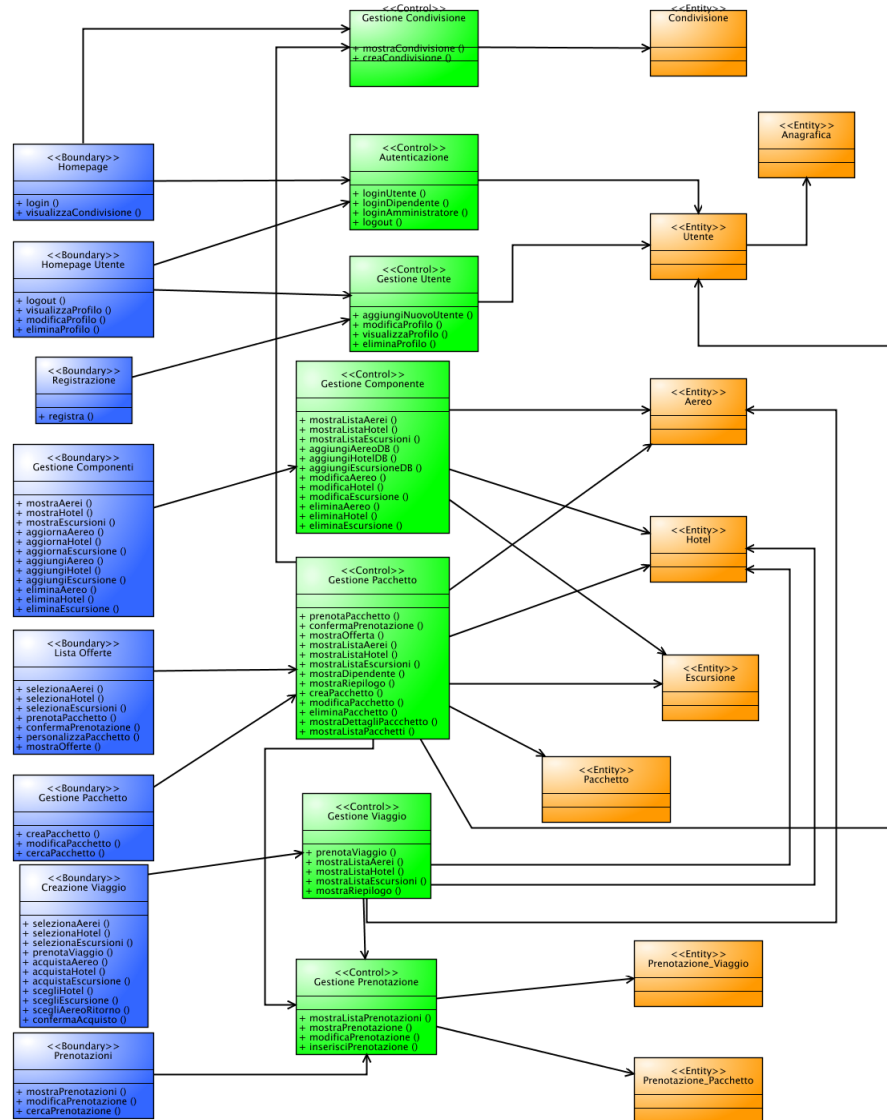 <<Control>>
Gestione Condivisione
+ mostraCondivisione ()
+ creaCondivisione ()
<<Entity>>
Condivisione
<<Entity>>
Anagrafica
<<Boundary>>
Homepage
+ login ()
+ visualizzaCondivisione ()
<<Control>>
Autenticazione
+ loginUtente ()
+ loginDipendente ()
+ loginAmministratore ()
+ logout ()
<<Entity>>
Utente
<<Boundary>>
Homepage Utente
+ logout ()
+ visualizzaProfilo ()
+ modificaProfilo ()
+ eliminaProfilo ()
<<Control>>
Gestione Utente
+ aggiungiNuovoUtente ()
+ modificaProfilo ()
+ visualizzaProfilo ()
+ eliminaProfilo ()
<<Boundary>>
Registrazione
+ registra ()
<<Control>>
Gestione Componente
+ mostraListaAerei ()
+ mostraListaHotel ()
+ mostraListaEscursioni ()
+ aggiungiAereoDB ()
+ aggiungiHotelDB ()
+ aggiungiEscursioneDB ()
+ modificaAereo ()
+ modificaHotel ()
+ modificaEscursione ()
+ eliminaAereo ()
+ eliminaHotel ()
+ eliminaEscursione ()
<<Entity>>
Aereo
<<Boundary>>
Gestione Componenti
+ mostraAerei ()
+ mostraHotel ()
+ mostraEscursioni ()
+ aggiornaAereo ()
+ aggiornaHotel ()
+ aggiornaEscursione ()
+ aggiungiAereo ()
+ aggiungiHotel ()
+ aggiungiEscursione ()
+ eliminaAereo ()
+ eliminaHotel ()
+ eliminaEscursione ()
<<Entity>>
Hotel
<<Control>>
Gestione Pacchetto
+ prenotaPacchetto ()
+ confermaPrenotazione ()
+ mostraOfferta ()
+ mostraListaAerei ()
+ mostraListaHotel ()
+ mostraListaEscursioni ()
+ mostraDipendente ()
+ mostraRiepilogo ()
+ creaPacchetto ()
+ modificaPacchetto ()
+ eliminaPacchetto ()
+ mostraDettagliPaccchetto ()
+ mostraListaPacchetti ()
<<Boundary>>
Lista Offerte
+ selezionaAerei ()
+ selezionaHotel ()
+ selezionaEscursioni ()
+ prenotaPacchetto ()
+ confermaPrenotazione ()
+ personalizzaPacchetto ()
+ mostraOfferte ()
<<Entity>>
Escursione
<<Entity>>
Pacchetto
<<Boundary>>
Gestione Pacchetto
+ creaPacchetto ()
+ modificaPacchetto ()
+ cercaPacchetto ()
<<Control>>
Gestione Viaggio
+ prenotaViaggio ()
+ mostraListaAerei ()
+ mostraListaHotel ()
+ mostraListaEscursioni ()
+ mostraRiepilogo ()
<<Boundary>>
Creazione Viaggio
+ selezionaAerei ()
+ selezionaHotel ()
+ selezionaEscursioni ()
+ prenotaViaggio ()
+ acquistaAereo ()
+ acquistaHotel ()
+ acquistaEscursione ()
+ scegliHotel ()
+ scegliEscursione ()
+ scegliAereoRitorno ()
+ confermaAcquisto ()
<<Control>>
Gestione Prenotazione
+ mostraListaPrenotazioni ()
+ mostraPrenotazione ()
+ modificaPrenotazione ()
+ inserisciPrenotazione ()
<<Entity>>
Prenotazione_Viaggio
<<Boundary>>
Prenotazioni
+ mostraPrenotazioni ()
+ modificaPrenotazione ()
+ cercaPrenotazione ()
<<Entity>>
Prenotazione_Pacchetto